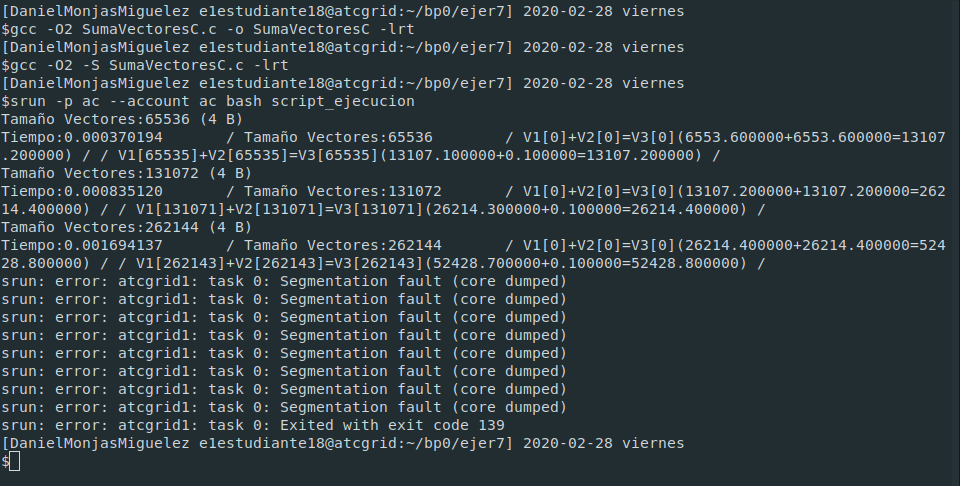 [DanielMonjasMiguelez e1estudiante18@atcgrid:~/bp0/ejer7] 2020-02-28 viernes
$gcc -O2 SumaVectoresC.c -o SumaVectoresC -lrt
[DanielMonjasMiguelez e1estudiante18@atcgrid:~/bp0/ejer7] 2020-02-28 viernes
$gcc -O2 -S SumaVectoresC.c -lrt
[DanielMonjasMiguelez e1estudiante18@atcgrid:~/bp0/ejer7] 2020-02-28 viernes
$srun -p ac --account ac bash script_ejecucion
Tamaño Vectores:65536 (4 B)
Tiempo:0.000370194       / Tamaño Vectores:65536        / V1[0]+V2[0]=V3[0](6553.600000+6553.600000=13107
.200000) / / V1[65535]+V2[65535]=V3[65535](13107.100000+0.100000=13107.200000) /
Tamaño Vectores:131072 (4 B)
Tiempo:0.000835120       / Tamaño Vectores:131072       / V1[0]+V2[0]=V3[0](13107.200000+13107.200000=262
14.400000) / / V1[131071]+V2[131071]=V3[131071](26214.300000+0.100000=26214.400000) /
Tamaño Vectores:262144 (4 B)
Tiempo:0.001694137       / Tamaño Vectores:262144       / V1[0]+V2[0]=V3[0](26214.400000+26214.400000=524
28.800000) / / V1[262143]+V2[262143]=V3[262143](52428.700000+0.100000=52428.800000) /
srun: error: atcgrid1: task 0: Segmentation fault (core dumped)
srun: error: atcgrid1: task 0: Segmentation fault (core dumped)
srun: error: atcgrid1: task 0: Segmentation fault (core dumped)
srun: error: atcgrid1: task 0: Segmentation fault (core dumped)
srun: error: atcgrid1: task 0: Segmentation fault (core dumped)
srun: error: atcgrid1: task 0: Segmentation fault (core dumped)
srun: error: atcgrid1: task 0: Segmentation fault (core dumped)
srun: error: atcgrid1: task 0: Segmentation fault (core dumped)
srun: error: atcgrid1: task 0: Exited with exit code 139
[DanielMonjasMiguelez e1estudiante18@atcgrid:~/bp0/ejer7] 2020-02-28 viernes
$